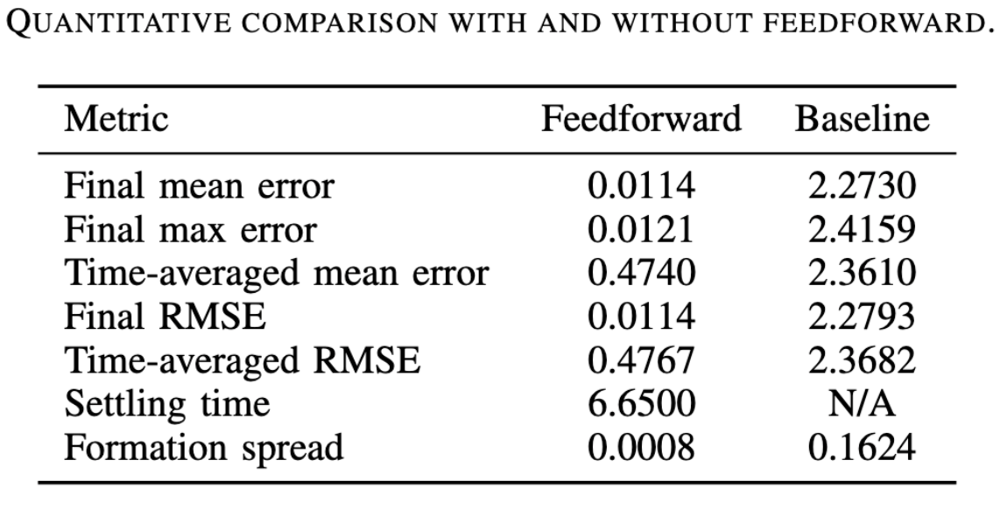 QUANTITATIVE COMPARISON WITH AND WITHOUT FEEDFORWARD.
Metric Feedforward Baseline
Final mean error 0.0114 2.2730
Final max error 0.0121 2.4159
Time-averaged mean error 0.4740 2.3610
Final RMSE 0.0114 2.2793
Time-averaged RMSE 0.4767 2.3682
Settling time 6.6500 N/A
Formation spread 0.0008 0.1624